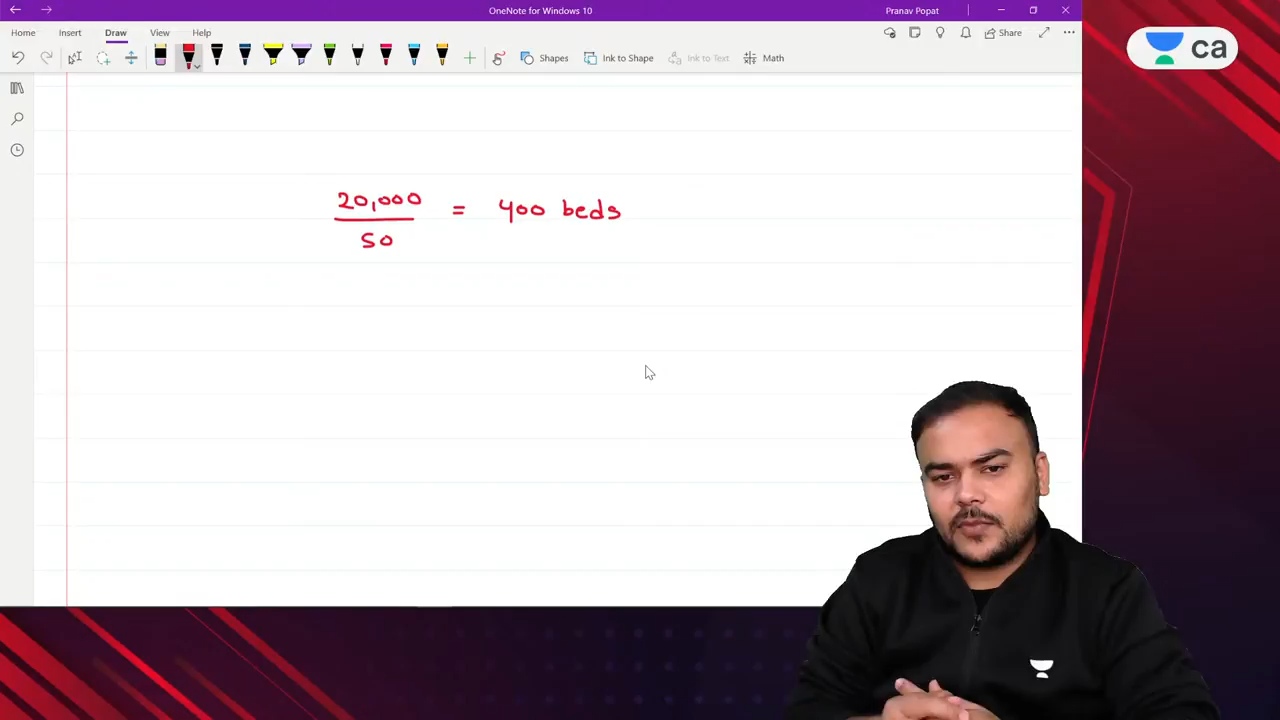 OneNote for Windows 10
Pranav Popat
Home Insert Draw View Help
Share
Shapes Ink to Shape Ink to Text Math
ca
20,000
= 400 beds
50